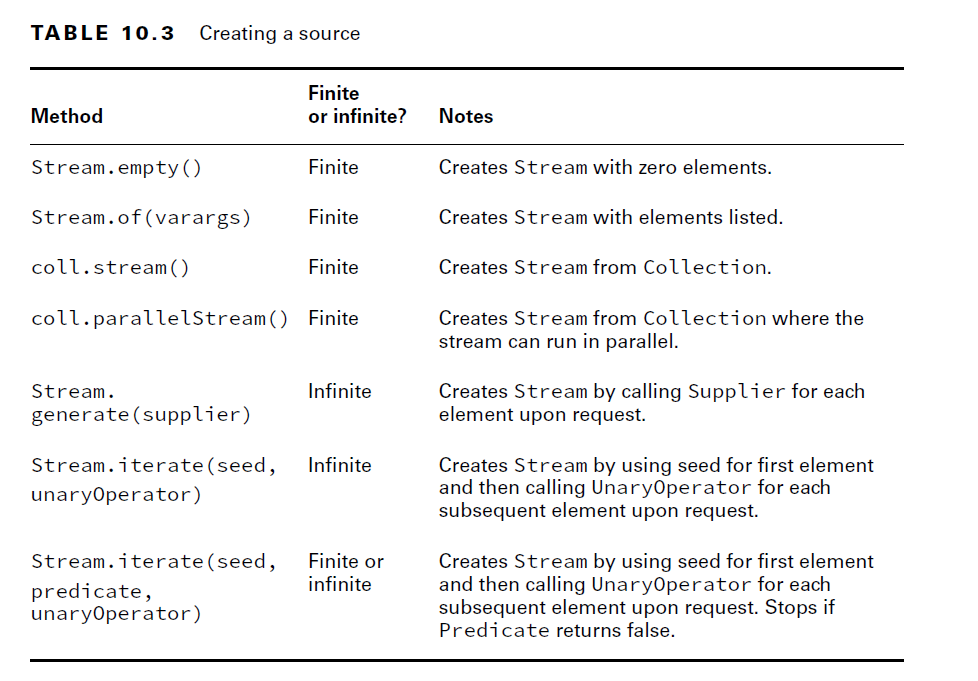 TABLE 10.3 Creating a source
Method
Finite
or infinite?
Notes
Stream.empty()
Finite
Creates Stream with zero elements.
Stream.of(varargs)
Finite
Creates Stream with elements listed.
coll.stream()
Finite
Creates Stream from Collection.
coll.parallelStream()
Finite
Creates Stream from Collection where the
stream can run in parallel.
Stream.
generate(supplier)
Infinite
Creates Stream by calling Supplier for each
element upon request.
Stream.iterate(seed,
unaryOperator)
Infinite
Creates Stream by using seed for first element
and then calling UnaryOperator for each
subsequent element upon request.
Stream.iterate(seed,
predicate,
unaryOperator)
Finite or
infinite
Creates Stream by using seed for first element
and then calling UnaryOperator for each
subsequent element upon request. Stops if
Predicate returns false.